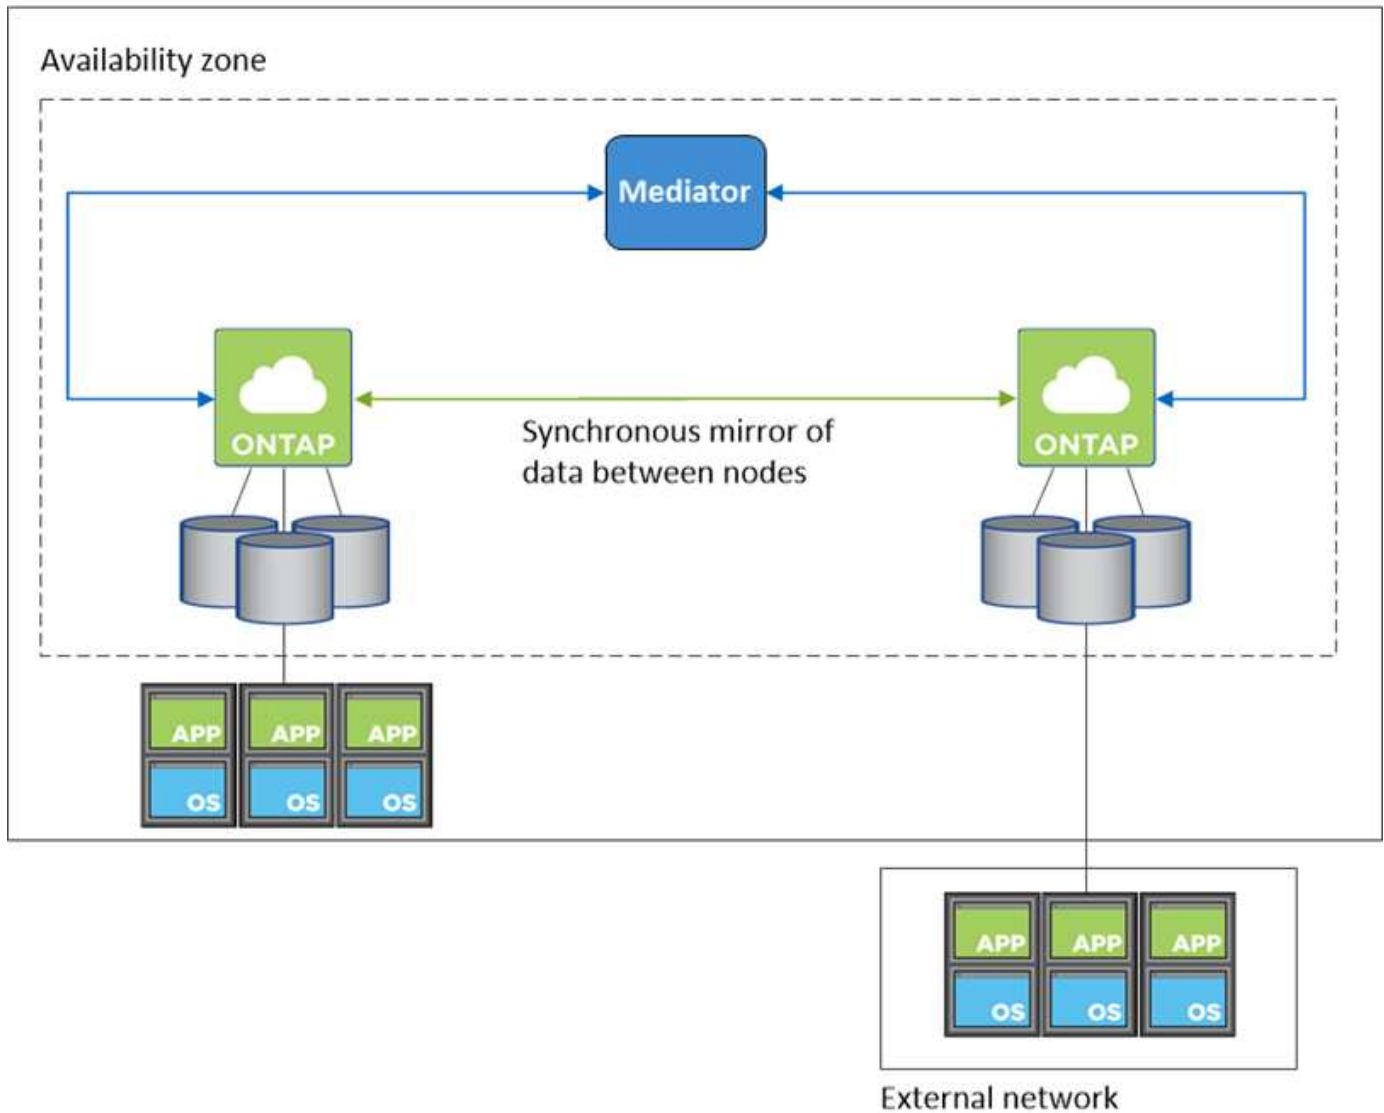 Availability zone
Mediator
ONTAP
ONTAP
Synchronous mirror of
data between nodes
APP
APP
APP
OS
OS
OS
APP
APP
APP
OS
OS
OS
External network